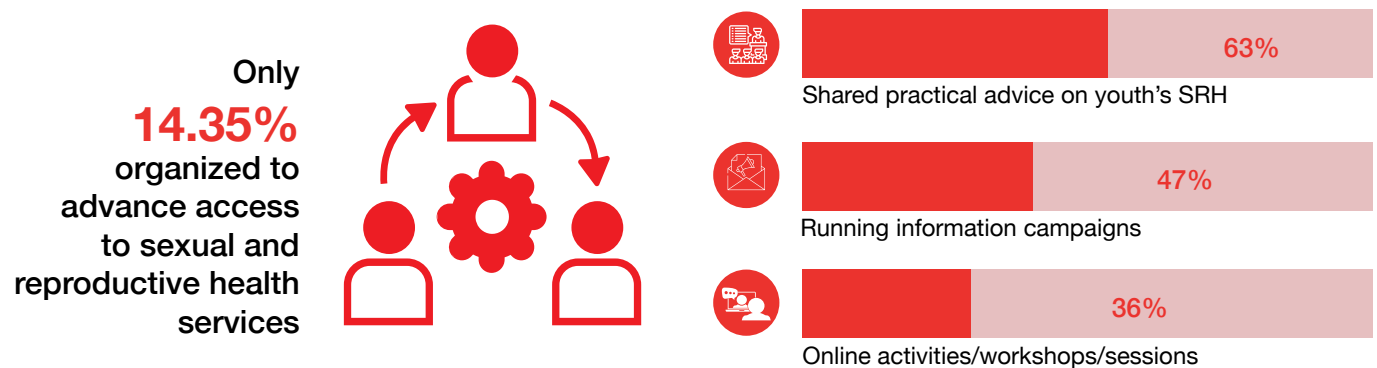 Only
14.35%
organized to
advance access
to sexual and
reproductive health
services
63%
Shared practical advice on youth's SRH
47%
Running information campaigns
36%
Online activities/workshops/sessions